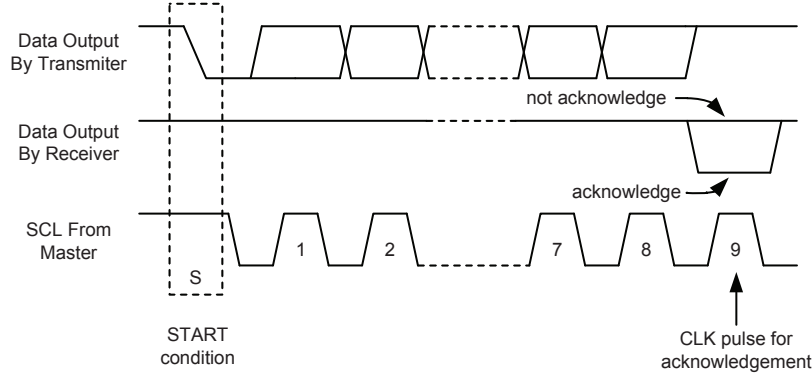 Data Output
By Transmiter
not acknowledge
Data Output
By Receiver
acknowledge
SCL From
Master
1
2
7
8
9
S
START
condition
CLK pulse for
acknowledgement